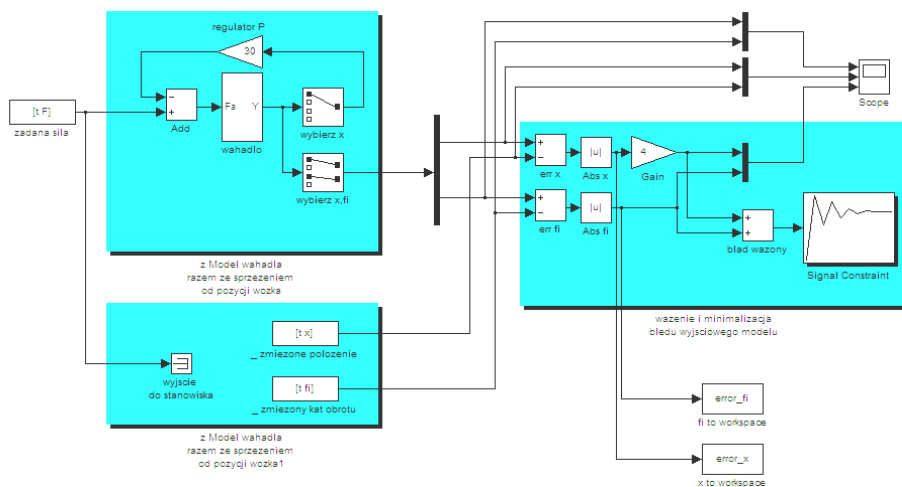 regulator P
30
[t F]
zadana sila
−
+
Add
Fa
Y
wahadlo
wybierz x
wybierz x,fi
z Model wahadla
razem ze sprzezeniem
od pozycji wozka
Scope
+
−
err x
|u|
Abs x
4
Gain
+
−
err fi
|u|
Abs fi
+
+
blad wazony
Signal Constraint
wazenie i minimalizacja
bledu wyjsciowego modelu
[t x]
_ zmiezone polozenie
wyjscie
do stanowiska
[t fi]
_ zmiezony kat obrotu
z Model wahadla
razem ze sprzezeniem
od pozycji wozka1
error_fi
fi to workspace
error_x
x to workspace